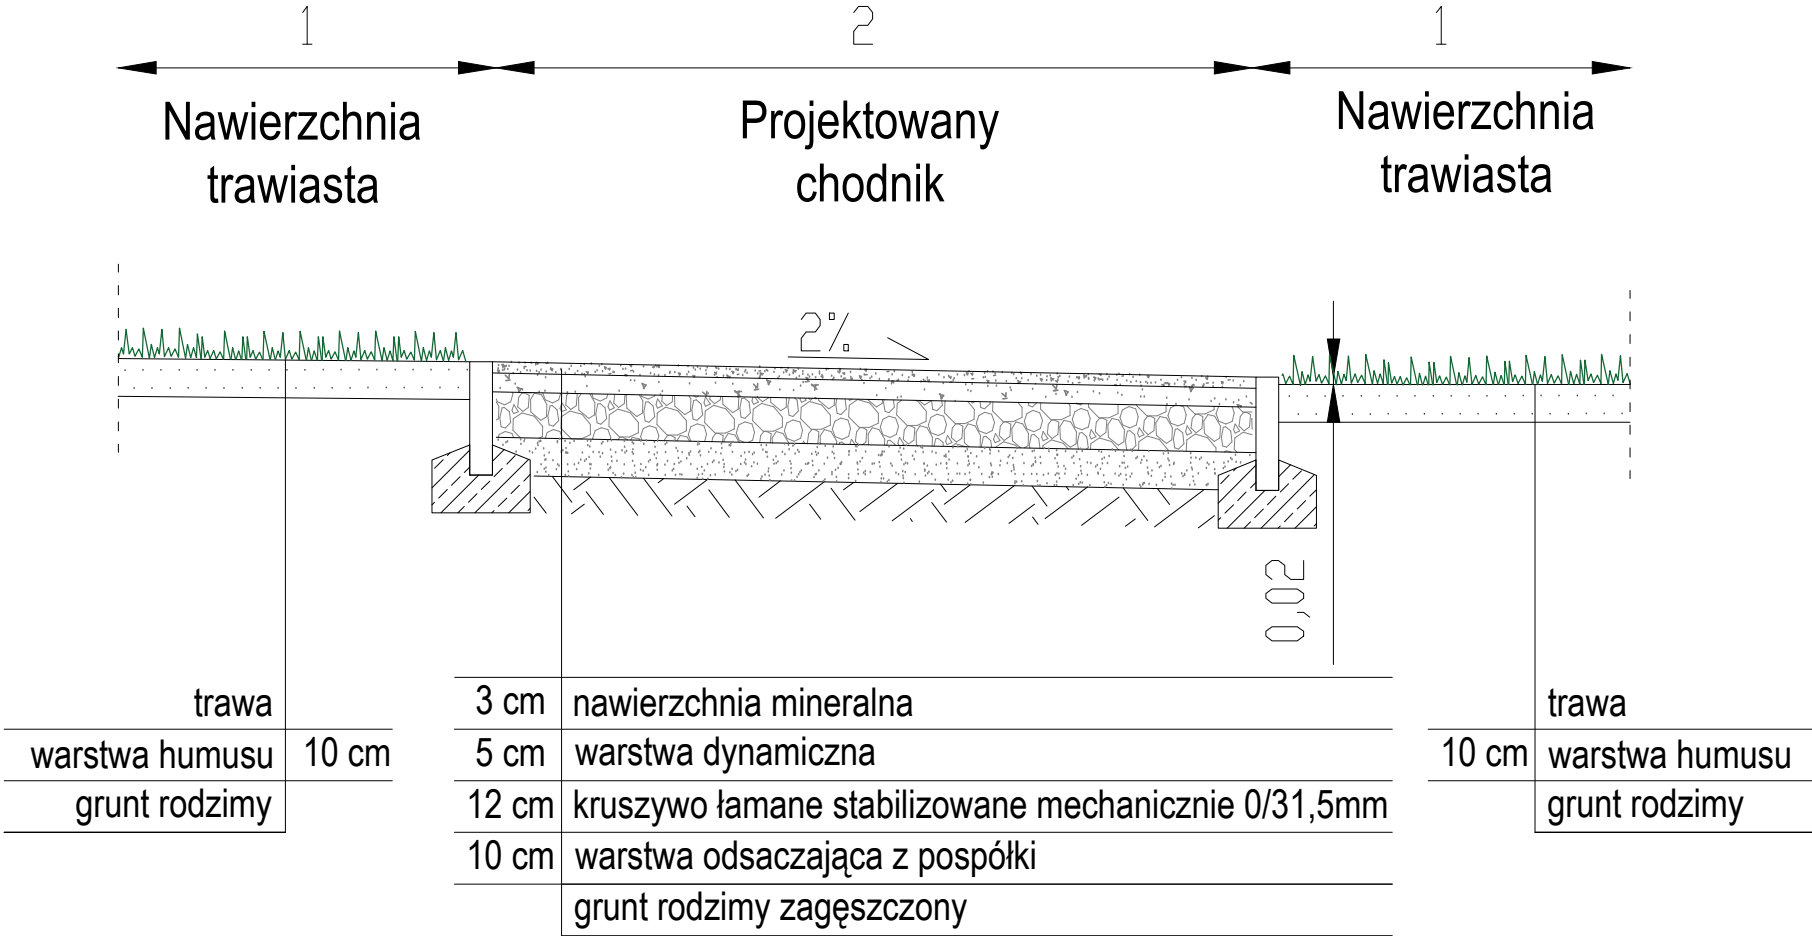 1
2
1
Nawierzchnia
trawiasta
Projektowany
chodnik
Nawierzchnia
trawiasta
2%
0,02
trawa
warstwa humusu 10 cm
grunt rodzimy
3 cm nawierzchnia mineralna
5 cm warstwa dynamiczna
12 cm kruszywo łamane stabilizowane mechanicznie 0/31,5mm
10 cm warstwa odsaczająca z pospółki
grunt rodzimy zagęszczony
trawa
10 cm warstwa humusu
grunt rodzimy